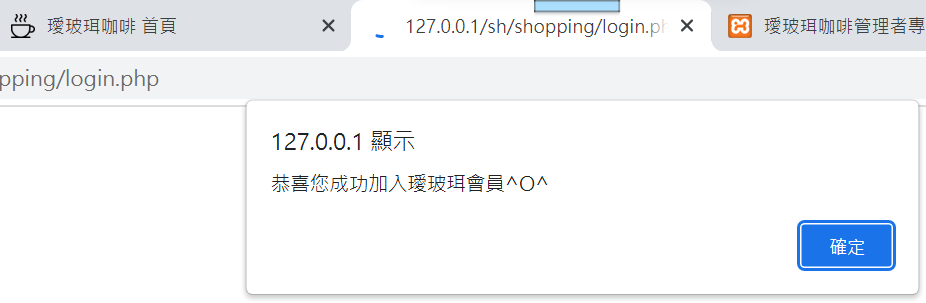 璦玻珥咖啡 首頁
127.0.0.1/sh/shopping/login.ph
璦玻珥咖啡管理者專
pping/login.php
127.0.0.1 顯示
恭喜您成功加入璦玻珥會員^O^
確定